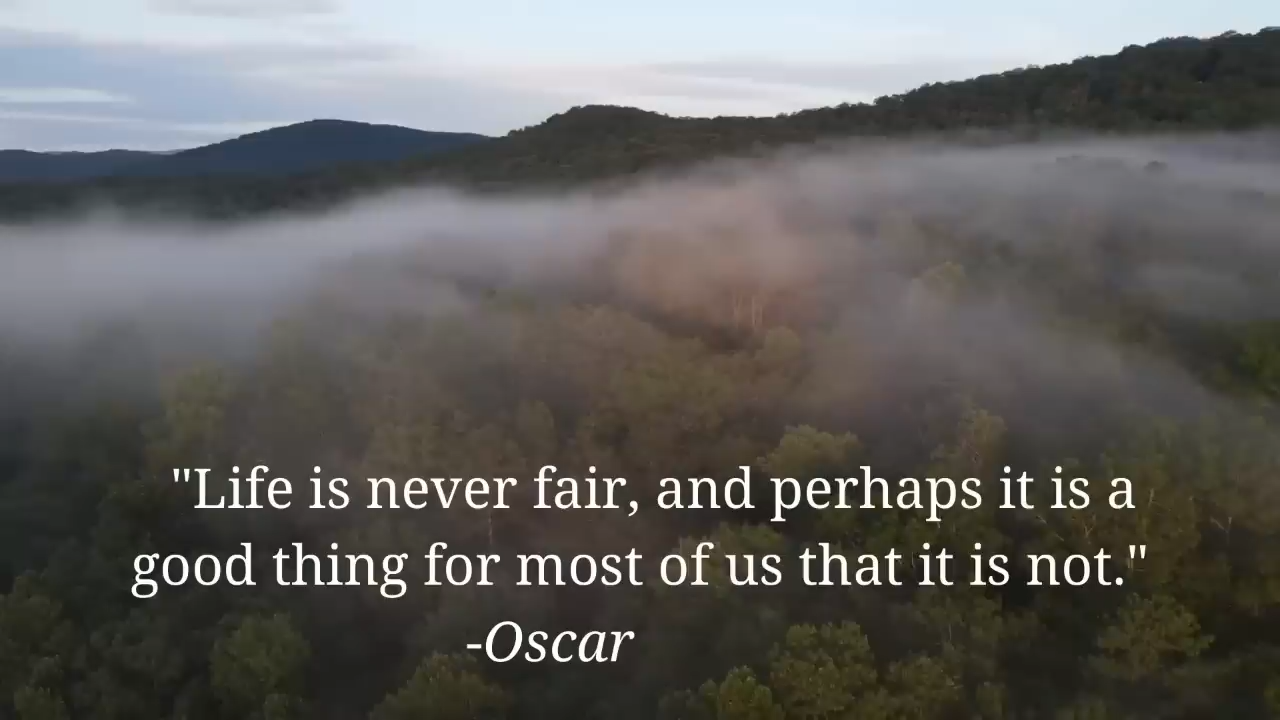 "Life is never fair, and perhaps it is a
good thing for most of us that it is not."
-Oscar